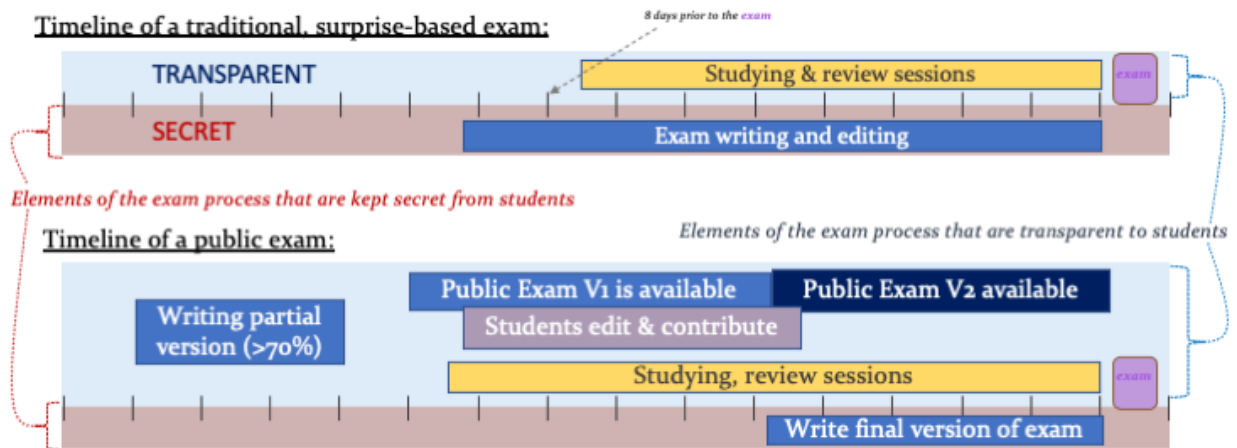 Timeline of a traditional, surprise-based exam:
8 days prior to the exam
TRANSPARENT
Studying & review sessions
exam
SECRET
Exam writing and editing
Elements of the exam process that are kept secret from students
Elements of the exam process that are transparent to students
Timeline of a public exam:
Public Exam V1 is available
Public Exam V2 available
Writing partial
version (>70%)
Students edit & contribute
Studying, review sessions
exam
Write final version of exam